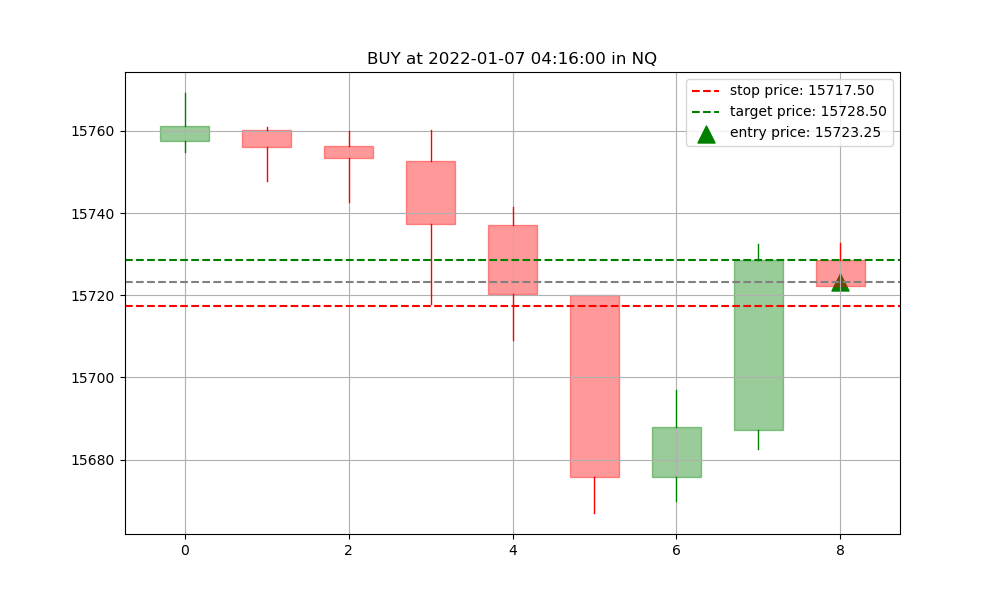 BUY at 2022-01-07 04:16:00 in NQ
stop price: 15717.50
target price: 15728.50
entry price: 15723.25
15760
15740
15720
15700
15680
0 2 4 6 8